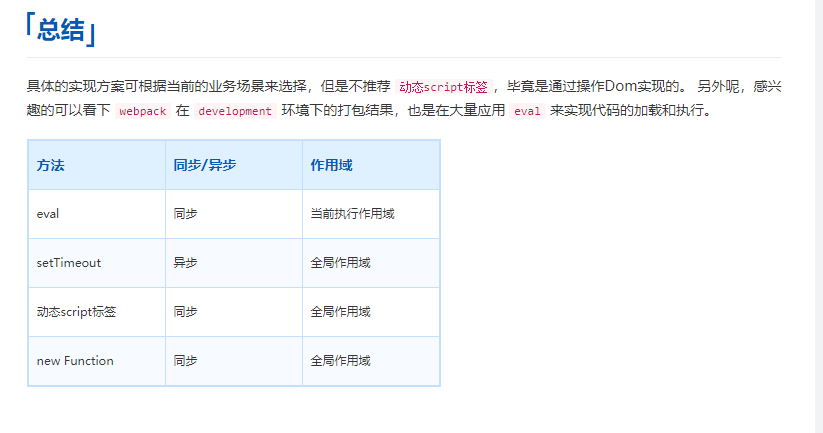 「总结」
具体的实现方案可根据当前的业务场景来选择，但是不推荐 动态script标签 ，毕竟是通过操作Dom实现的。 另外呢，感兴
趣的可以看下 webpack 在 development 环境下的打包结果，也是在大量应用 eval 来实现代码的加载和执行。
方法 同步/异步 作用域
eval 同步 当前执行作用域
setTimeout 异步 全局作用域
动态script标签 同步 全局作用域
new Function 同步 全局作用域